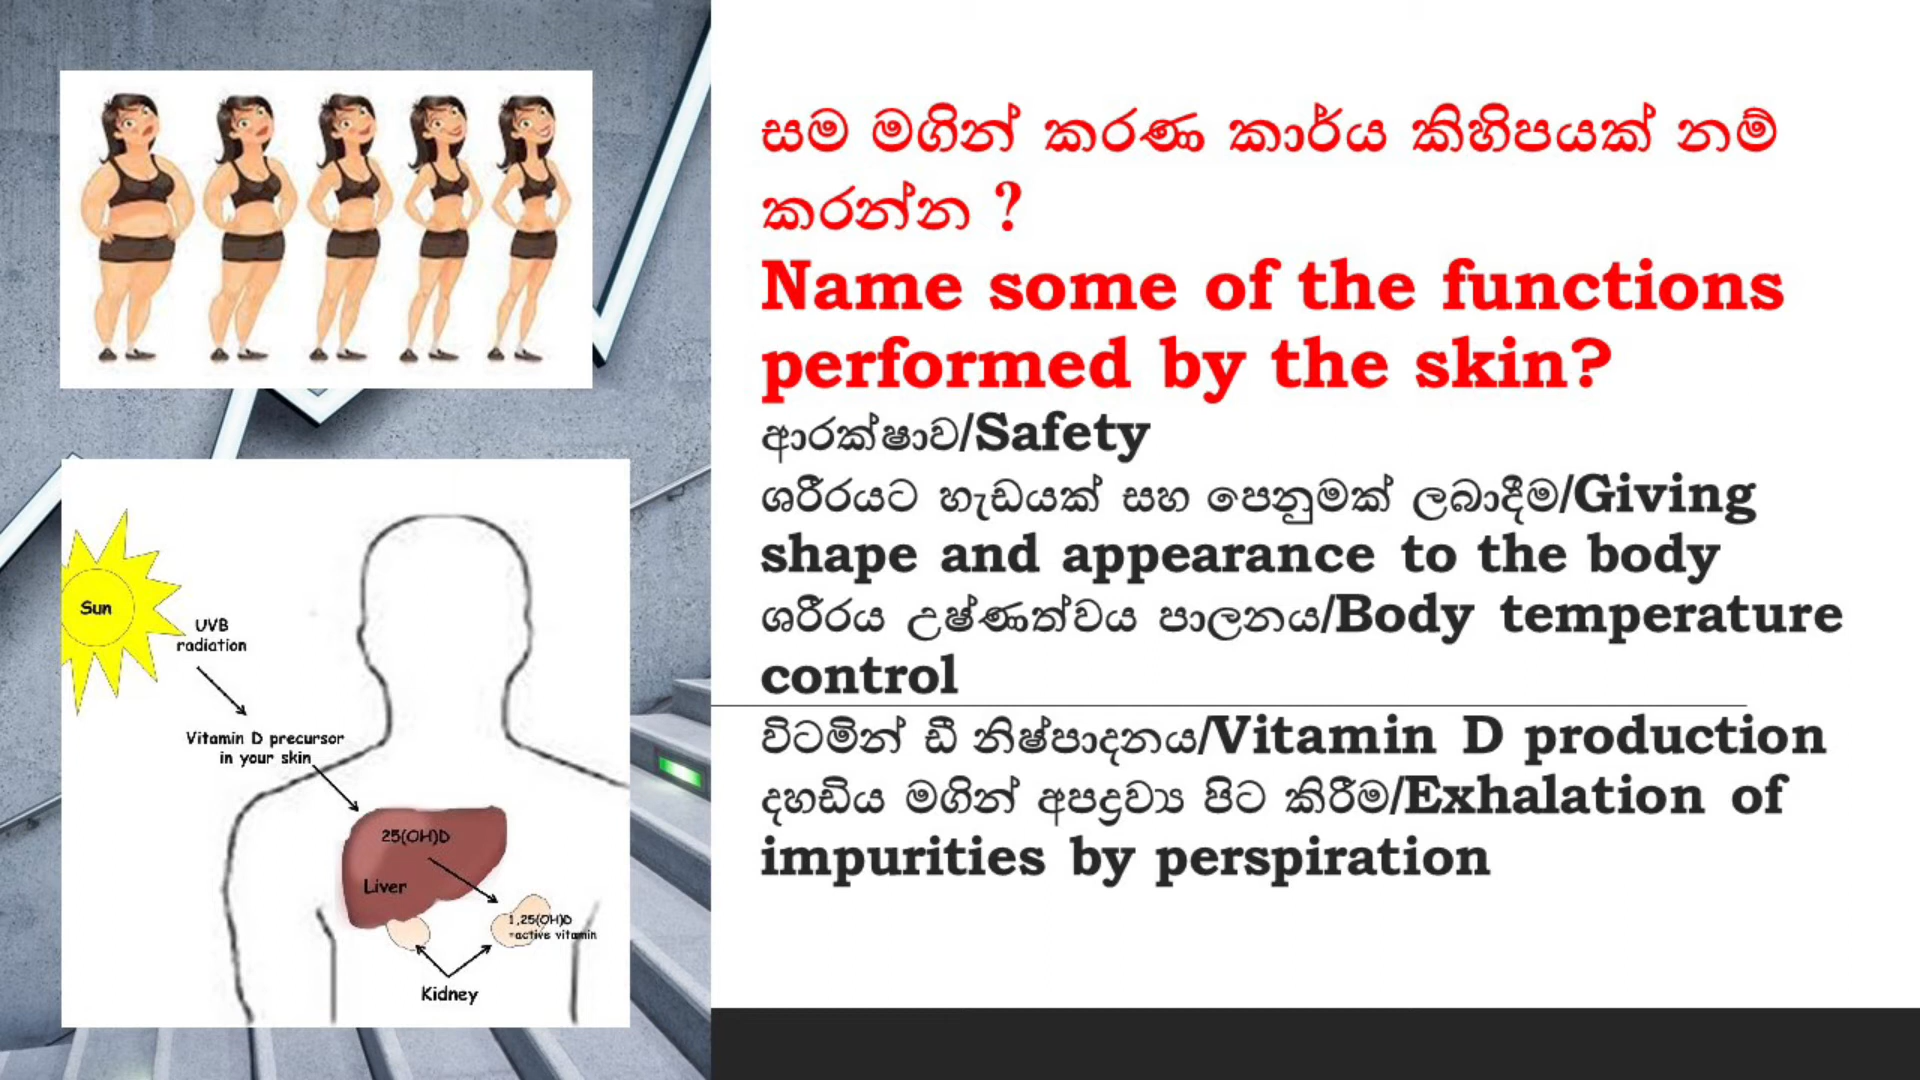 සම මගින් කරණ කාර්ය කිහිපයක් නම්
කරන්න ?
Name some of the functions
performed by the skin?
ආරක්ෂාව/Safety
ශරීරයට හැඩයක් සහ පෙනුමක් ලබාදීම/Giving
shape and appearance to the body
ශරීරය උෂ්ණත්වය පාලනය/Body temperature
control
විටමින් ඩී නිෂ්පාදනය/Vitamin D production
දහඩිය මගින් අපද්‍රව්‍ය පිට කිරීම/Exhalation of
impurities by perspiration
Sun
UVB
radiation
Vitamin D precursor
in your skin
25(OH)D
Liver
1,25(OH)D
=active vitamin
Kidney